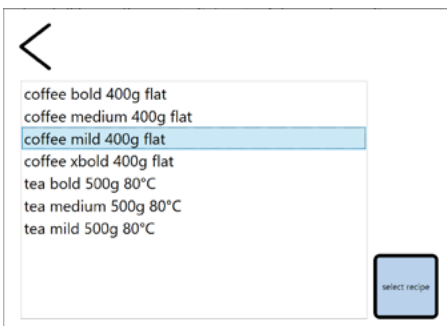 coffee bold 400g flat
coffee medium 400g flat
coffee mild 400g flat
coffee xbold 400g flat
tea bold 500g 80°C
tea medium 500g 80°C
tea mild 500g 80°C
select recipe